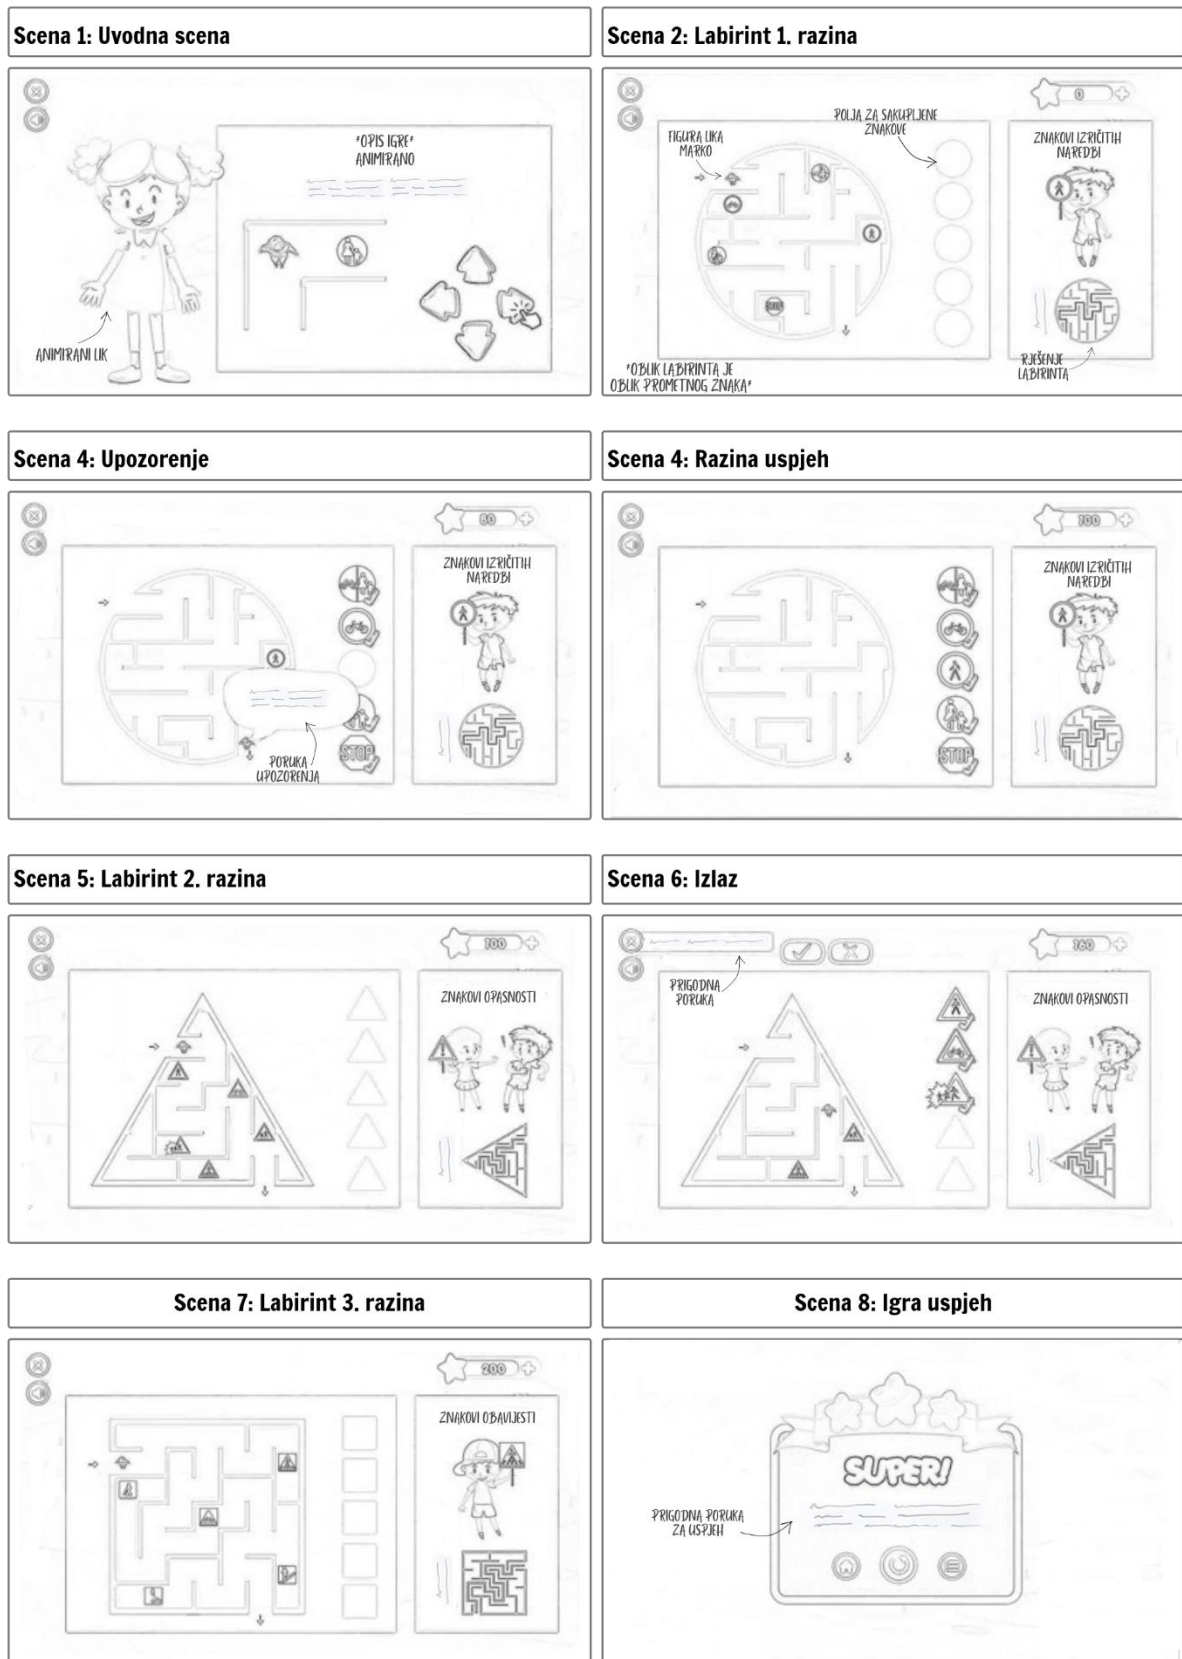 Scena 1: Uvodna scena
*OPIS IGRE*
ANIMIRANO
ANIMIRANI LIK
Scena 2: Labirint 1. razina
0
FIGURA LIKA
MARKO
POLJA ZA SAKUPLJENE
ZNAKOVE
ZNAKOVI IZRIČITIH
NAREDBI
STOP
RJEŠENJE
LABIRINTA
*OBLIK LABIRINTA JE
OBLIK PROMETNOG ZNAKA*
Scena 4: Upozorenje
80
ZNAKOVI IZRIČITIH
NAREDBI
PORUKA
UPOZORENJA
STOP
Scena 4: Razina uspjeh
100
ZNAKOVI IZRIČITIH
NAREDBI
STOP
Scena 5: Labirint 2. razina
100
ZNAKOVI OPASNOSTI
Scena 6: Izlaz
160
PRIGODNA
PORUKA
ZNAKOVI OPASNOSTI
Scena 7: Labirint 3. razina
200
ZNAKOVI OBAVIJESTI
Scena 8: Igra uspjeh
SUPER!
PRIGODNA PORUKA
ZA USPJEH